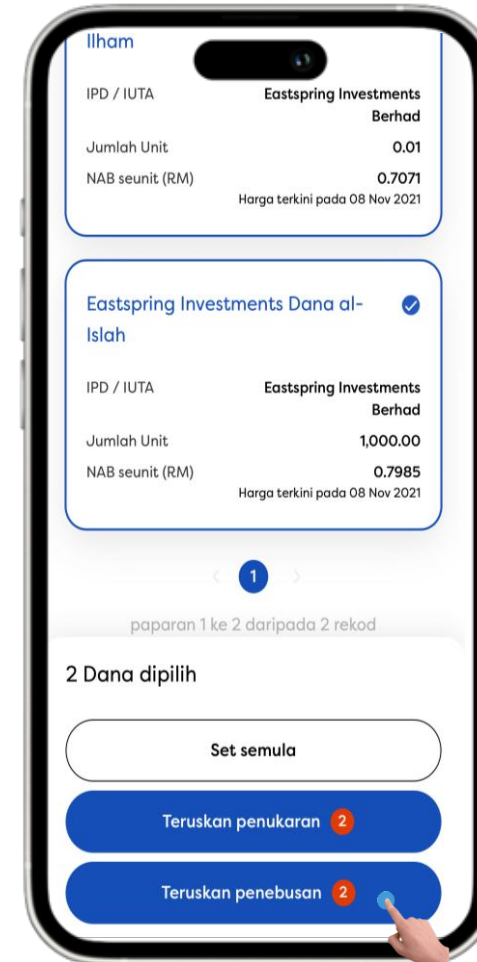 Ilham
IPD / IUTA Eastspring Investments
Berhad
Jumlah Unit 0.01
NAB seunit (RM) 0.7071
Harga terkini pada 08 Nov 2021
Eastspring Investments Dana al-
Islah
IPD / IUTA Eastspring Investments
Berhad
Jumlah Unit 1,000.00
NAB seunit (RM) 0.7985
Harga terkini pada 08 Nov 2021
1
paparan 1 ke 2 daripada 2 rekod
2 Dana dipilih
Set semula
Teruskan penukaran 2
Teruskan penebusan 2